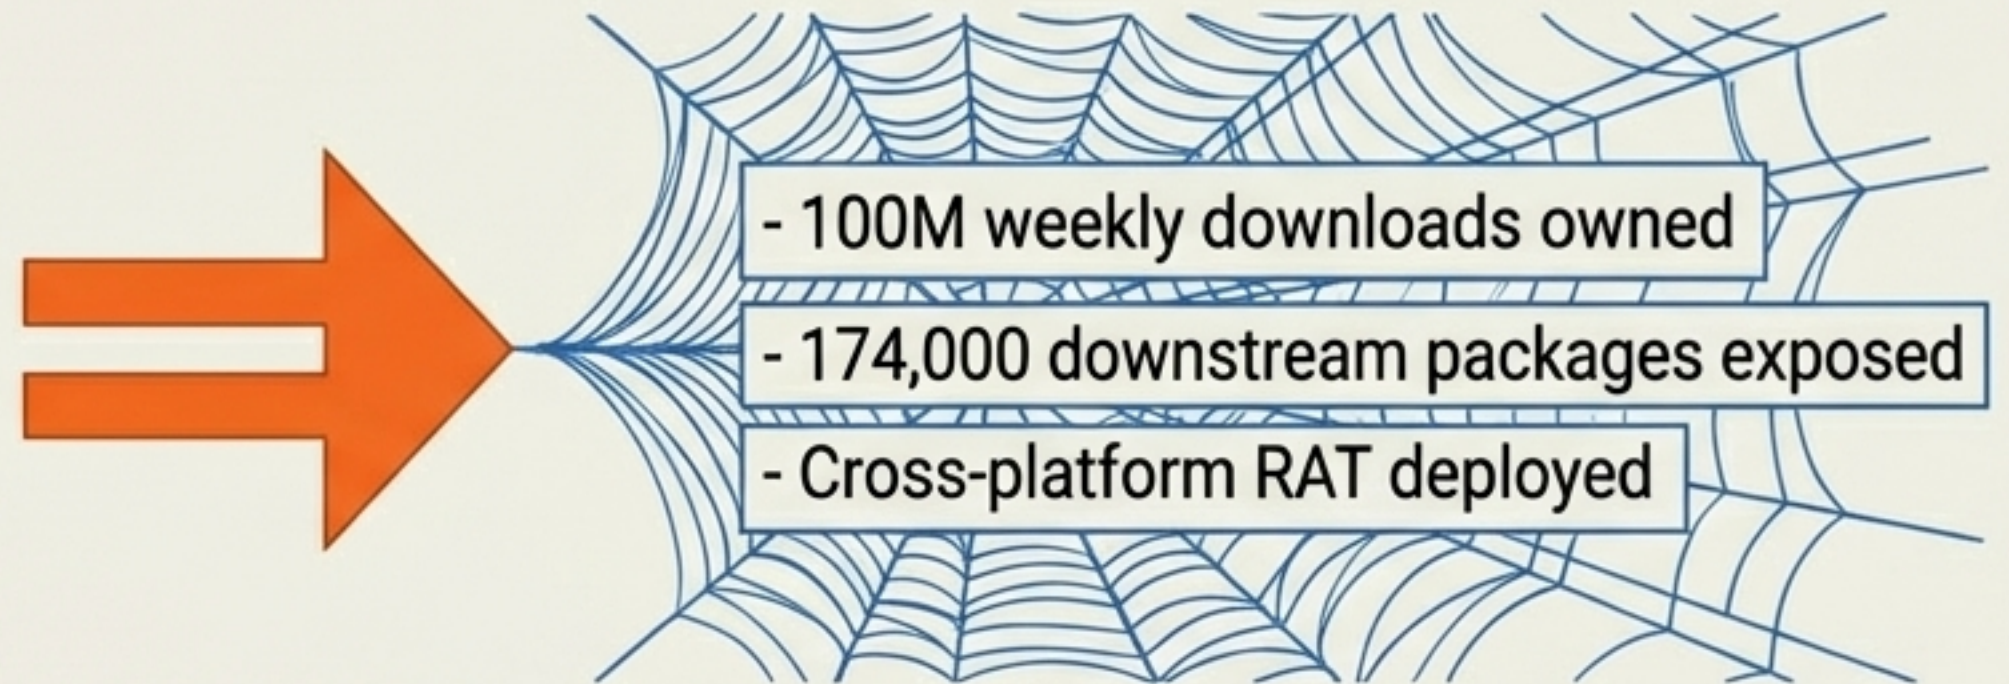 - 100M weekly downloads owned
- 174,000 downstream packages exposed
- Cross-platform RAT deployed